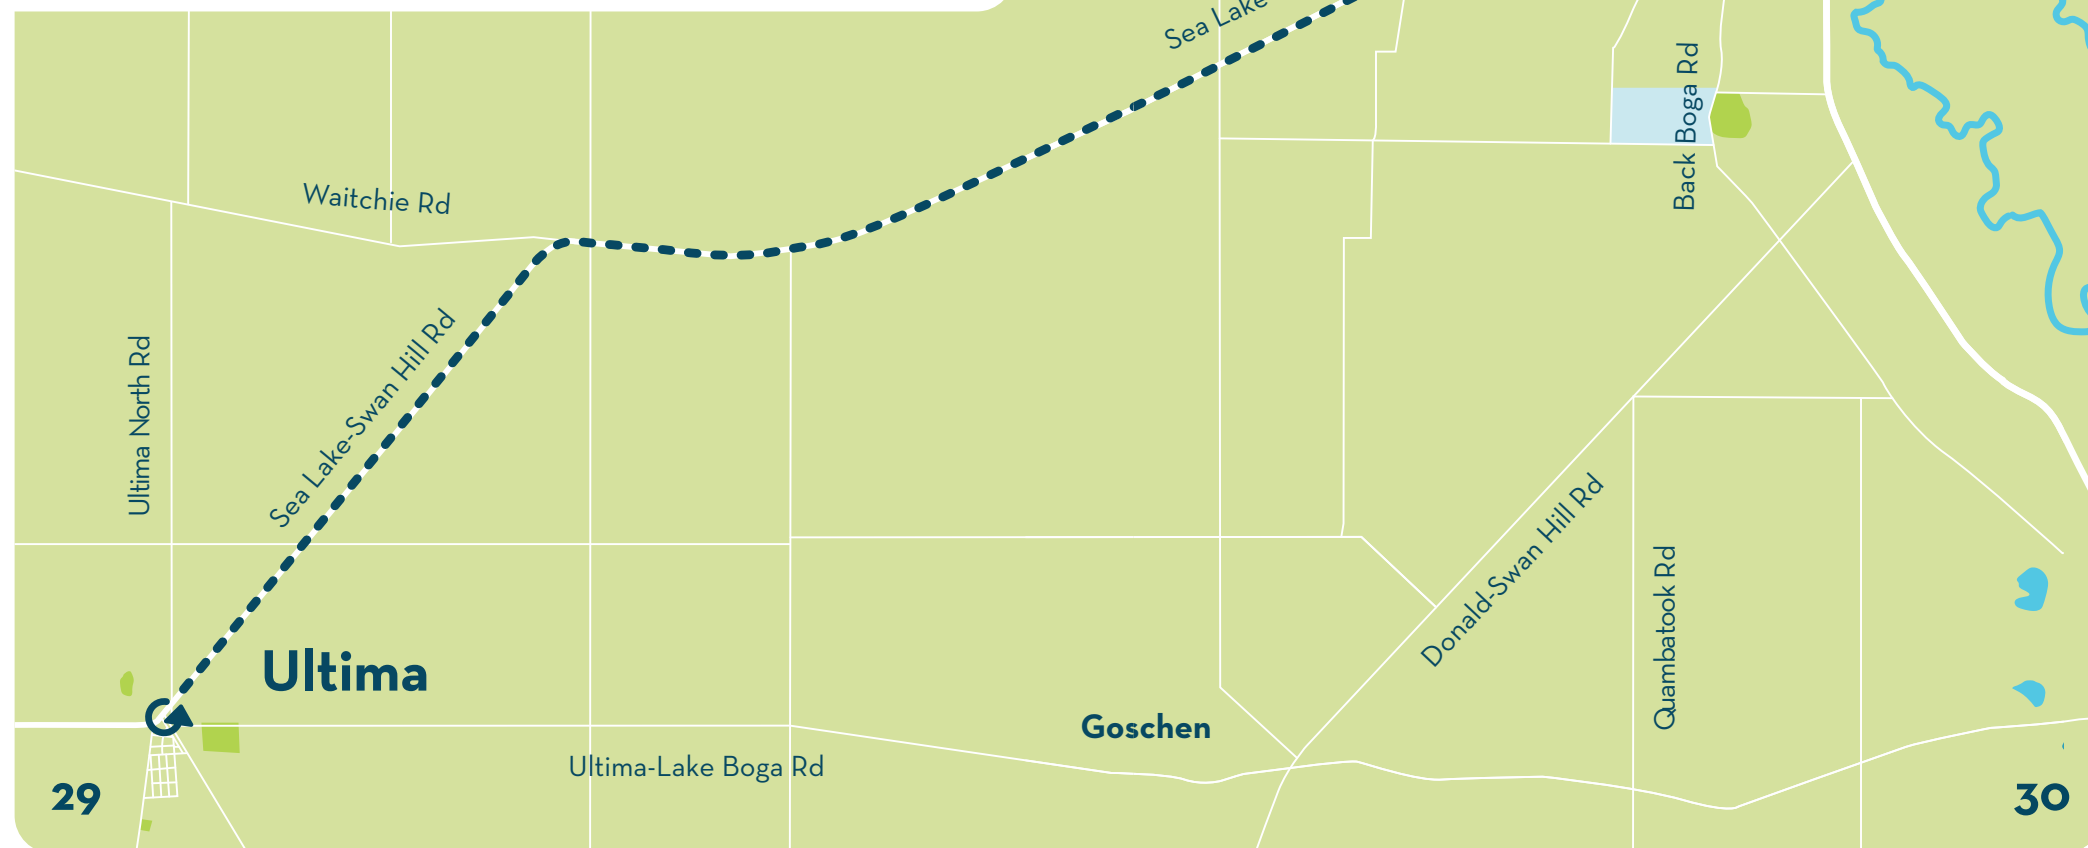 Sea Lake
Back Boga Rd
Waitchie Rd
Ultima North Rd
Sea Lake-Swan Hill Rd
Donald-Swan Hill Rd
Quambatook Rd
Ultima
Goschen
Ultima-Lake Boga Rd
29
30